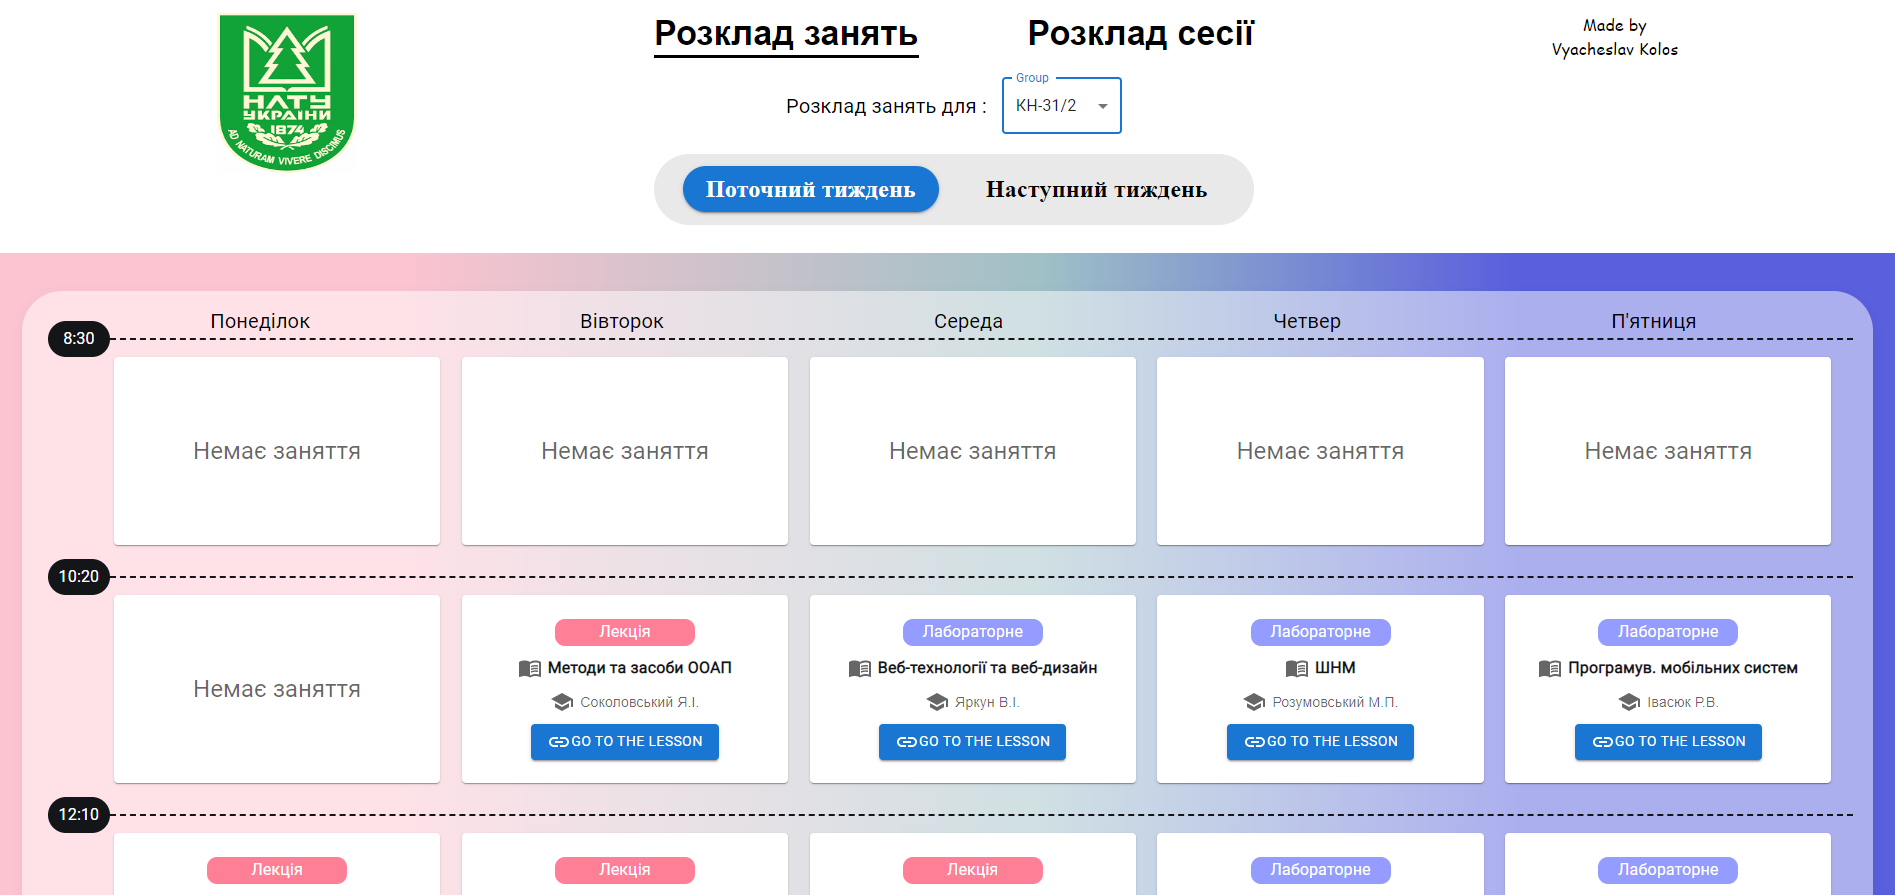 НЛТУ
УКРАЇНИ
1874
AD NATURAM VIVERE DISCIMUS
Розклад занять
Розклад сесії
Made by
Vyacheslav Kolos
Розклад занять для :
Group
КН-31/2
Поточний тиждень
Наступний тиждень
Понеділок
Вівторок
Середа
Четвер
П'ятниця
8:30
Немає заняття
Немає заняття
Немає заняття
Немає заняття
Немає заняття
10:20
Немає заняття
Лекція
Методи та засоби ООАП
Соколовський Я.І.
GO TO THE LESSON
Лабораторне
Веб-технології та веб-дизайн
Яркун В.І.
GO TO THE LESSON
Лабораторне
ШНМ
Розумовський М.П.
GO TO THE LESSON
Лабораторне
Програмув. мобільних систем
Івасюк Р.В.
GO TO THE LESSON
12:10
Лекція
Лекція
Лекція
Лабораторне
Лабораторне